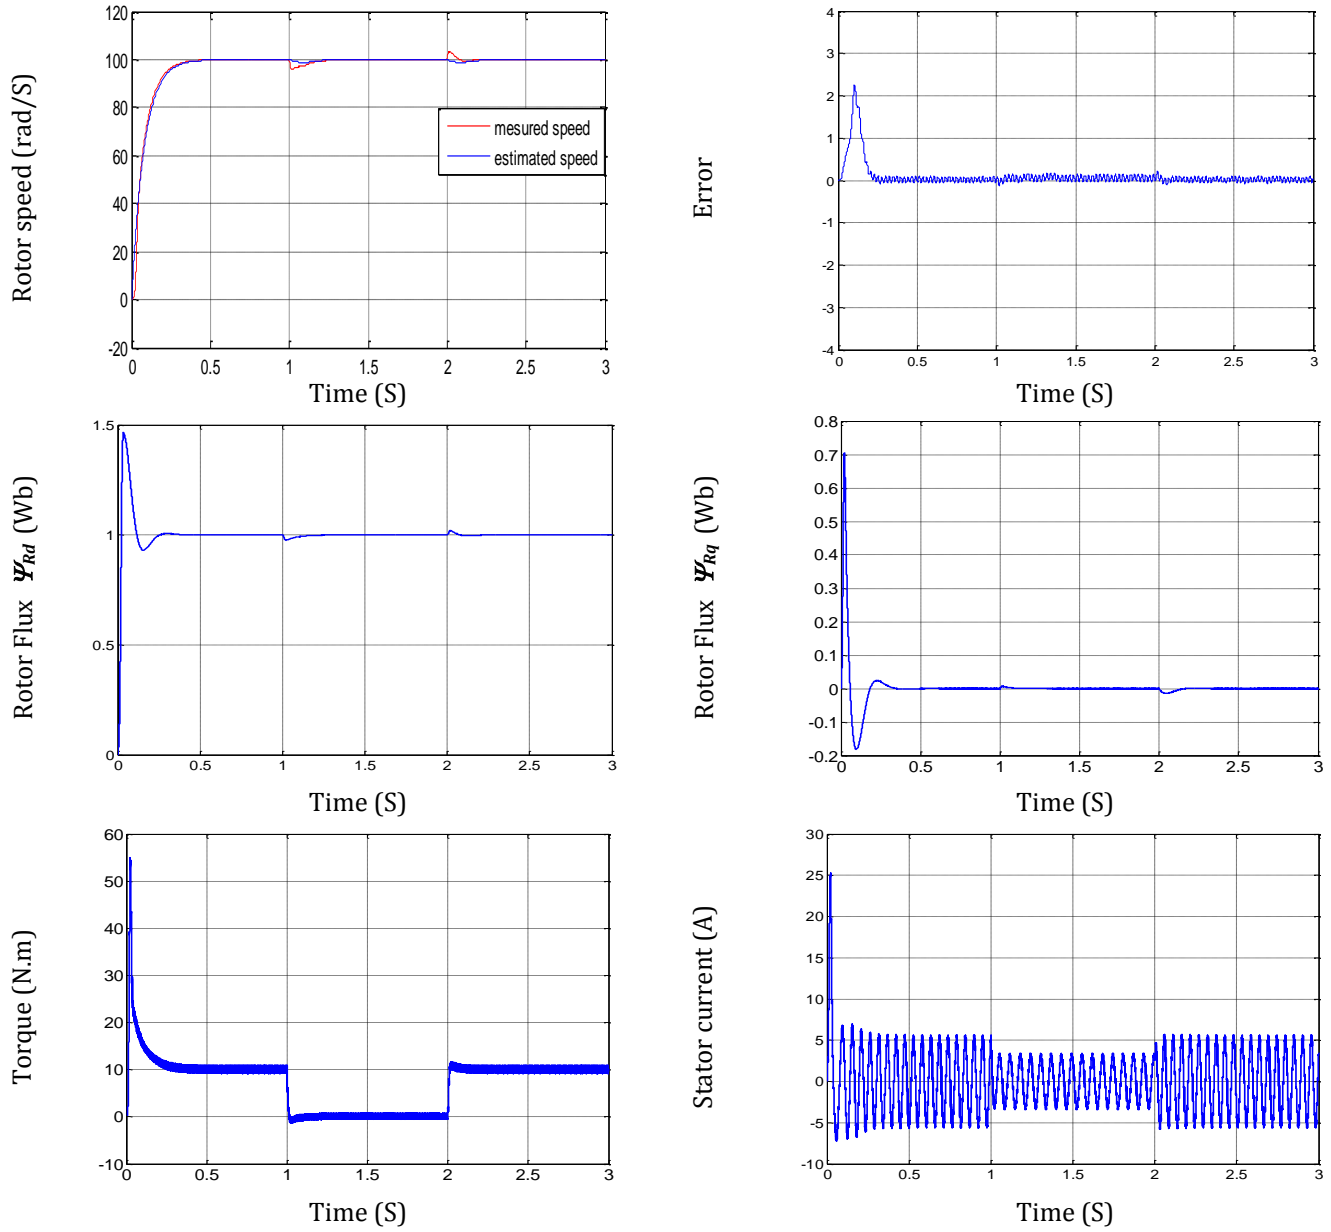 120
100
80
60
40
20
0
-20
0 0.5 1 1.5 2 2.5 3
Rotor speed (rad/S)
mesured speed
estimated speed
Time (S)
4
3
2
1
0
-1
-2
-3
-4
0 0.5 1 1.5 2 2.5 3
Error
Time (S)
1.5
1
0.5
0
0 0.5 1 1.5 2 2.5 3
Rotor Flux ΨRd (Wb)
Time (S)
0.8
0.7
0.6
0.5
0.4
0.3
0.2
0.1
0
-0.1
-0.2
0 0.5 1 1.5 2 2.5 3
Rotor Flux ΨRq (Wb)
Time (S)
60
50
40
30
20
10
0
-10
0 0.5 1 1.5 2 2.5 3
Torque (N.m)
Time (S)
30
25
20
15
10
5
0
-5
-10
0 0.5 1 1.5 2 2.5 3
Stator current (A)
Time (S)